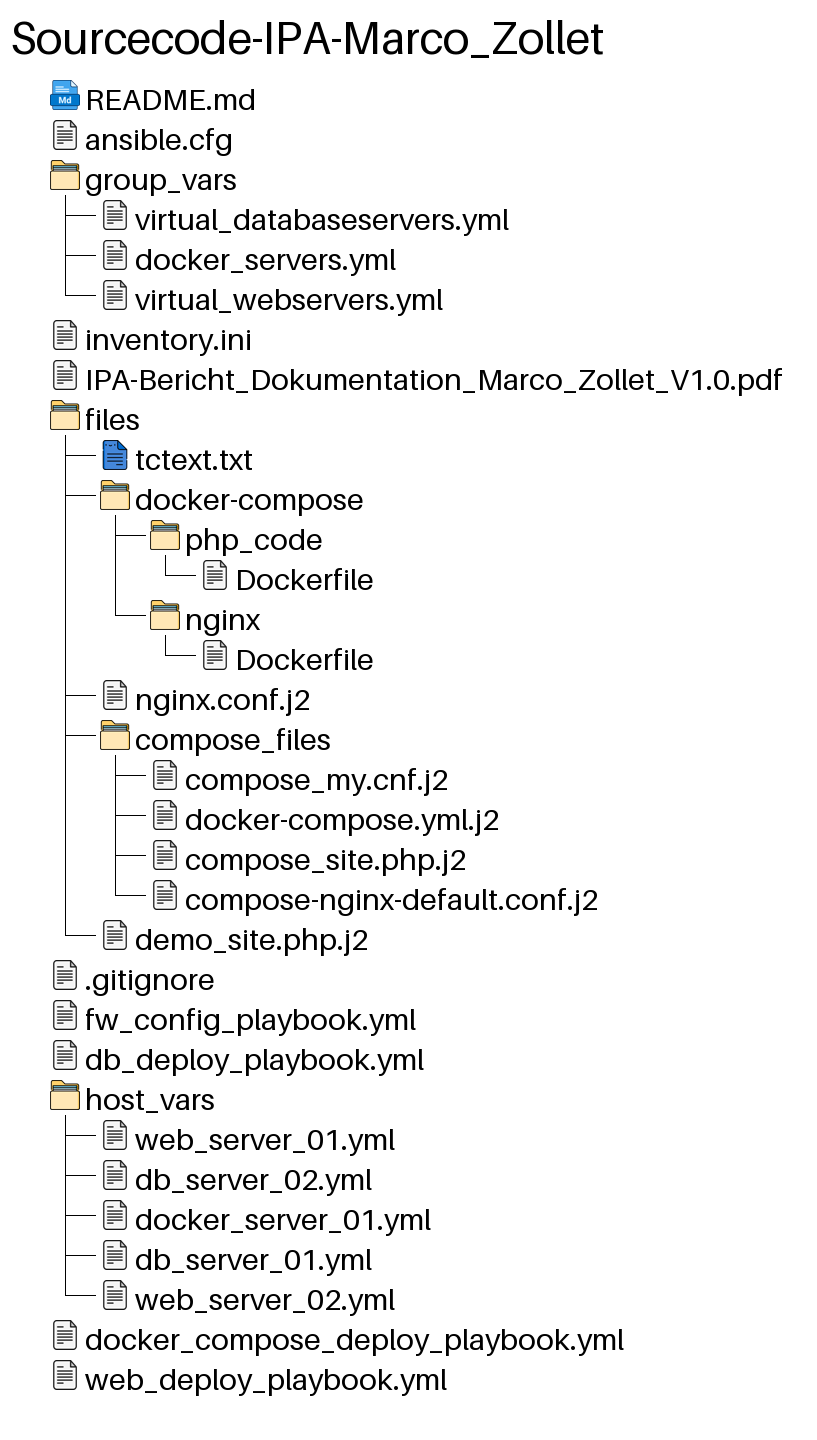 Sourcecode-IPA-Marco_Zollet
Md README.md
ansible.cfg
group_vars
virtual_databaseservers.yml
docker_servers.yml
virtual_webservers.yml
inventory.ini
IPA-Bericht_Dokumentation_Marco_Zollet_V1.0.pdf
files
tctext.txt
docker-compose
php_code
Dockerfile
nginx
Dockerfile
nginx.conf.j2
compose_files
compose_my.cnf.j2
docker-compose.yml.j2
compose_site.php.j2
compose-nginx-default.conf.j2
demo_site.php.j2
.gitignore
fw_config_playbook.yml
db_deploy_playbook.yml
host_vars
web_server_01.yml
db_server_02.yml
docker_server_01.yml
db_server_01.yml
web_server_02.yml
docker_compose_deploy_playbook.yml
web_deploy_playbook.yml